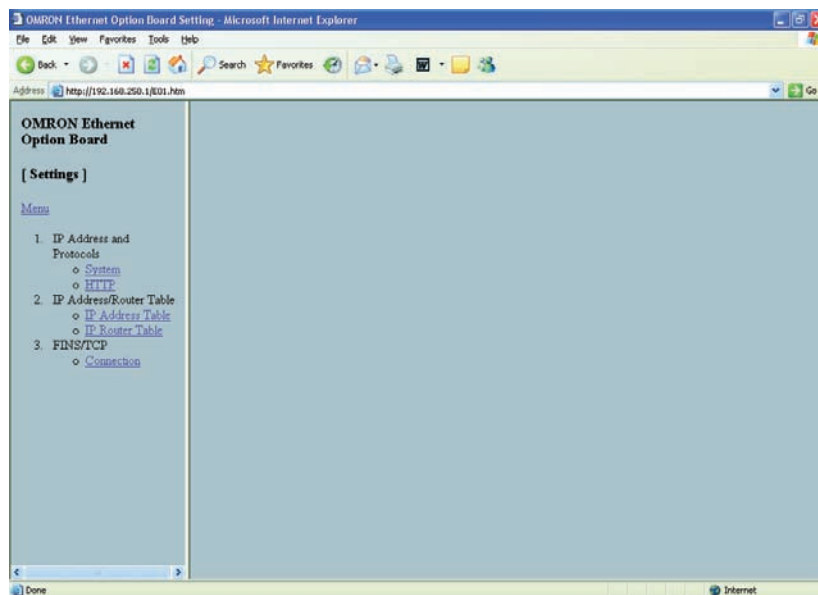 OMRON Ethernet Option Board Setting - Microsoft Internet Explorer
File Edit View Favorites Tools Help
Back Search Favorites
Address http://192.168.250.1/E01.htm Go
OMRON Ethernet
Option Board
[ Settings ]
Menu
1. IP Address and
Protocols
System
HTTP
2. IP Address/Router Table
IP Address Table
IP Router Table
3. FINS/TCP
Connection
Done Internet